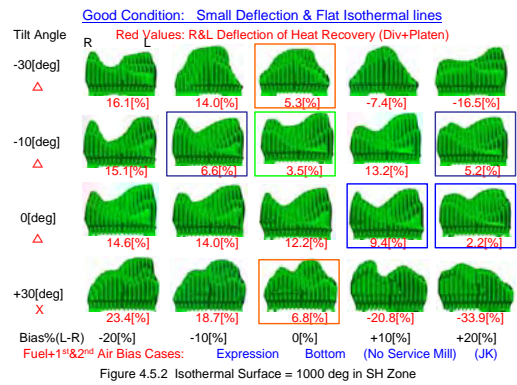 Good Condition: Small Deflection & Flat Isothermal lines
Tilt Angle
Red Values: R&L Deflection of Heat Recovery (Div+Platen)
R L
-30[deg]
△
16.1[%] 14.0[%] 5.3[%] -7.4[%] -16.5[%]
-10[deg]
△
15.1[%] 6.6[%] 3.5[%] 13.2[%] 5.2[%]
0[deg]
△
14.6[%] 14.0[%] 12.2[%] 9.4[%] 2.2[%]
+30[deg]
X
23.4[%] 18.7[%] 6.8[%] -20.8[%] -33.9[%]
Bias%(L-R) -20[%] -10[%] 0[%] +10[%] +20[%]
Fuel+1st&2nd Air Bias Cases: Expression Bottom (No Service Mill) (JK)
Figure 4.5.2 Isothermal Surface = 1000 deg in SH Zone